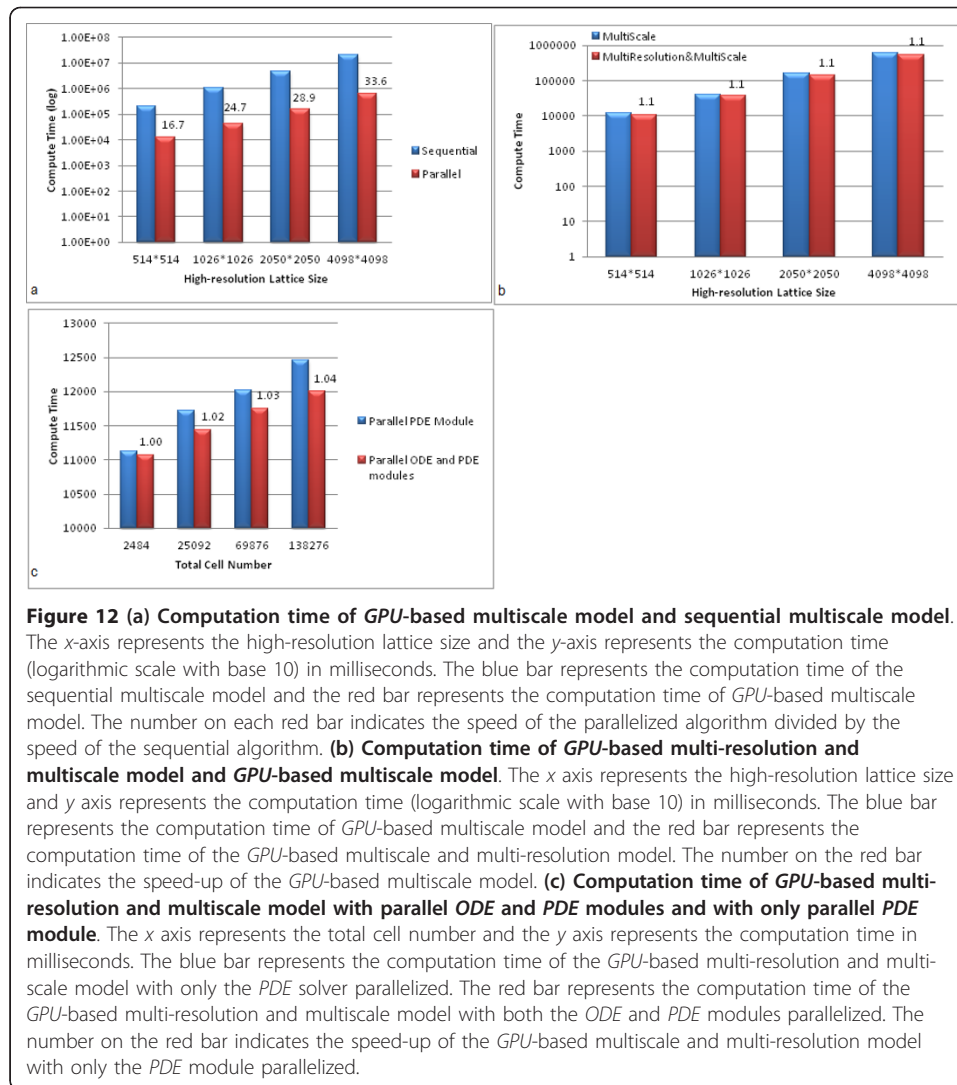 1.00E+08
1.00E+07
1.00E+06
1.00E+05
1.00E+04
1.00E+03
1.00E+02
1.00E+01
1.00E+00
Compute Time (log)
16.7
24.7
28.9
33.6
514*514
1026*1026
2050*2050
4098*4098
High-resolution Lattice Size
Sequential
Parallel
a
MultiScale
MultiResolution&MultiScale
1000000
100000
10000
1000
100
10
1
Compute Time
1.1
1.1
1.1
1.1
514*514
1026*1026
2050*2050
4098*4098
High-resolution Lattice Size
b
13000
12500
12000
11500
11000
10500
10000
Compute Time
1.00
1.02
1.03
1.04
2484
25092
69876
138276
Total Cell Number
Parallel PDE Module
Parallel ODE and PDE
modules
c
Figure 12 (a) Computation time of GPU-based multiscale model and sequential multiscale model.
The x-axis represents the high-resolution lattice size and the y-axis represents the computation time
(logarithmic scale with base 10) in milliseconds. The blue bar represents the computation time of the
sequential multiscale model and the red bar represents the computation time of GPU-based multiscale
model. The number on each red bar indicates the speed of the parallelized algorithm divided by the
speed of the sequential algorithm. (b) Computation time of GPU-based multi-resolution and
multiscale model and GPU-based multiscale model. The x axis represents the high-resolution lattice size
and y axis represents the computation time (logarithmic scale with base 10) in milliseconds. The blue bar
represents the computation time of GPU-based multiscale model and the red bar represents the
computation time of the GPU-based multiscale and multi-resolution model. The number on the red bar
indicates the speed-up of the GPU-based multiscale model. (c) Computation time of GPU-based multi-
resolution and multiscale model with parallel ODE and PDE modules and with only parallel PDE
module. The x axis represents the total cell number and the y axis represents the computation time in
milliseconds. The blue bar represents the computation time of the GPU-based multi-resolution and multi-
scale model with only the PDE solver parallelized. The red bar represents the computation time of the
GPU-based multi-resolution and multiscale model with both the ODE and PDE modules parallelized. The
number on the red bar indicates the speed-up of the GPU-based multiscale and multi-resolution model
with only the PDE module parallelized.